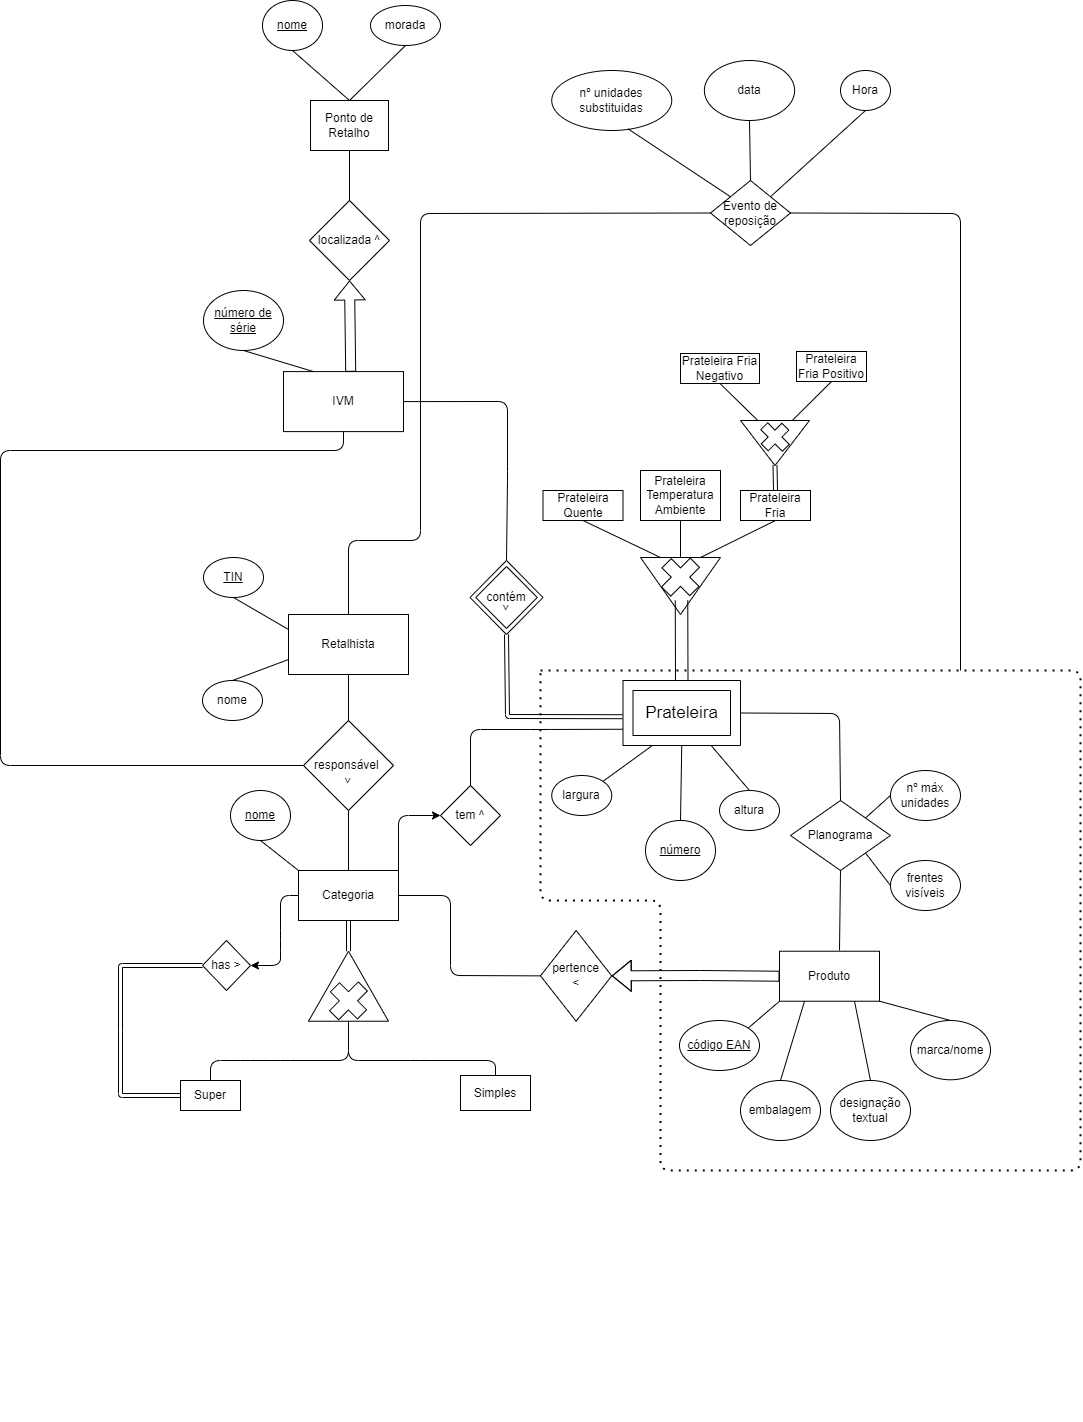 nome
morada
Ponto de
Retalho
nº unidades
substituidas
data
Hora
Evento de
reposição
localizada ^
número de
série
IVM
Prateleira Fria
Negativo
Prateleira
Fria Positivo
Prateleira
Quente
Prateleira
Temperatura
Ambiente
Prateleira
Fria
TIN
contém
˅
Retalhista
nome
Prateleira
responsável
˅
largura
altura
nº máx
unidades
nome
tem ^
número
Planograma
frentes
visíveis
Categoria
has >
pertence
<
Produto
código EAN
marca/nome
embalagem
designação
textual
Super
Simples